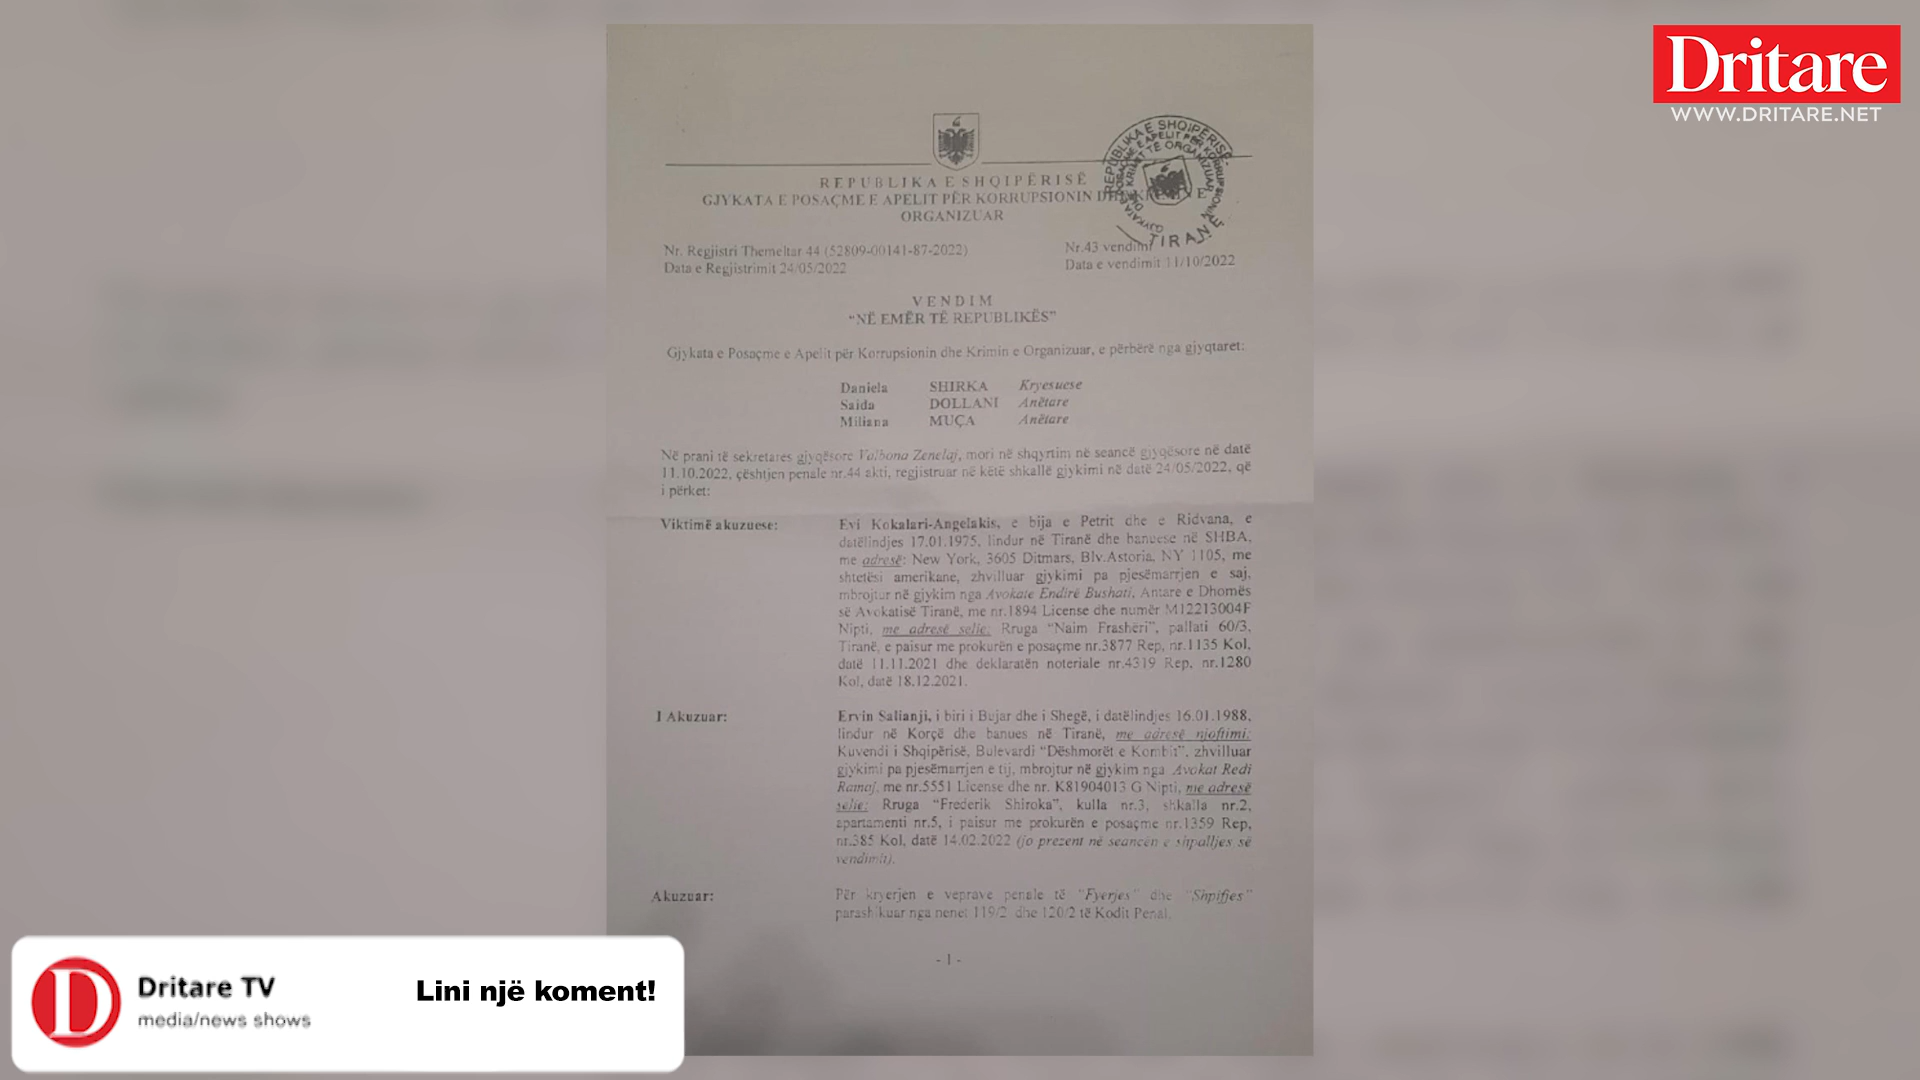 Dritare
WWW.DRITARE.NET
REPUBLIKA E SHQIPËRISË
GJYKATA E POSAÇME E APELIT PËR KORRUPSIONIN DHE KRIMIN E
ORGANIZUAR
TIRANË
Nr. Regjistri Themeltar 44 (52809-00141-87-2022)
Nr.43 vendimi
Data e Regjistrimit 24/05/2022
Data e vendimit 11/10/2022
VENDIM
“NË EMËR TË REPUBLIKËS”
Gjykata e Posaçme e Apelit për Korrupsionin dhe Krimin e Organizuar, e përbërë nga gjyqtaret:
Daniela SHIRKA Kryesuese
Saida DOLLANI Anëtare
Miliana MUÇA Anëtare
Në prani të sekretares gjyqësore Valbona Zenelaj, mori në shqyrtim në seancë gjyqësore në datë
11.10.2022, çështjen penale nr.44 akti, regjistruar në këtë shkallë gjykimi në datë 24/05/2022, që
i përket:
Viktimë akuzuese: Evi Kokalari-Angelakis, e bija e Petrit dhe e Ridvana, e
datëlindjes 17.01.1975, lindur në Tiranë dhe banuese në SHBA,
me adresë: New York, 3605 Ditmars, Blv.Astoria, NY 1105, me
shtetësi amerikane, zhvilluar gjykimi pa pjesëmarrjen e saj,
mbrojtur në gjykim nga Avokate Endirë Bushati, Antare e Dhomës
së Avokatisë Tiranë, me nr.1894 License dhe numër M12213004F
Nipti, me adresë selie: Rruga “Naim Frashëri”, pallati 60/3,
Tiranë, e paisur me prokurën e posaçme nr.3877 Rep, nr.1135 Kol,
datë 11.11.2021 dhe deklaratën noteriale nr.4319 Rep, nr.1280
Kol, datë 18.12.2021.
I Akuzuar: Ervin Salianji, i biri i Bujar dhe i Shegë, i datëlindjes 16.01.1988,
lindur në Korçë dhe banues në Tiranë, me adresë njoftimi:
Kuvendi i Shqipërisë, Bulevardi “Dëshmorët e Kombit”, zhvilluar
gjykimi pa pjesëmarrjen e tij, mbrojtur në gjykim nga Avokat Redi
Ramaj, me nr.5551 License dhe nr. K81904013 G Nipti, me adresë
selie: Rruga “Frederik Shiroka”, kulla nr.3, shkalla nr.2,
apartamenti nr.5, i paisur me prokurën e posaçme nr.1359 Rep,
nr.385 Kol, datë 14.02.2022 (jo prezent në seancën e shpalljes së
vendimit).
Akuzuar: Për kryerjen e veprave penale të “Fyerjes” dhe “Shpifjes”
parashikuar nga nenet 119/2 dhe 120/2 të Kodit Penal.
- 1 -
Dritare TV
media/news shows
Lini një koment!